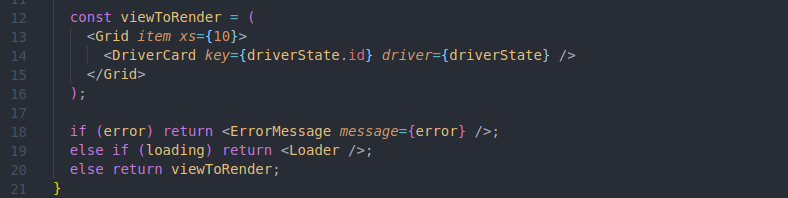 12 const viewToRender = (
13 <Grid item xs={10}>
14 <DriverCard key={driverState.id} driver={driverState} />
15 </Grid>
16 );
17
18 if (error) return <ErrorMessage message={error} />;
19 else if (loading) return <Loader />;
20 else return viewToRender;
21 }